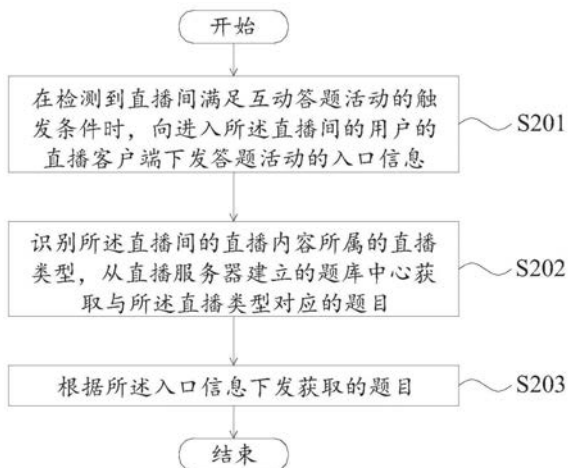 开始
在检测到直播间满足互动答题活动的触
发条件时，向进入所述直播间的用户的
直播客户端下发答题活动的入口信息
S201
识别所述直播间的直播内容所属的直播
类型，从直播服务器建立的题库中心获
取与所述直播类型对应的题目
S202
根据所述入口信息下发获取的题目
S203
结束